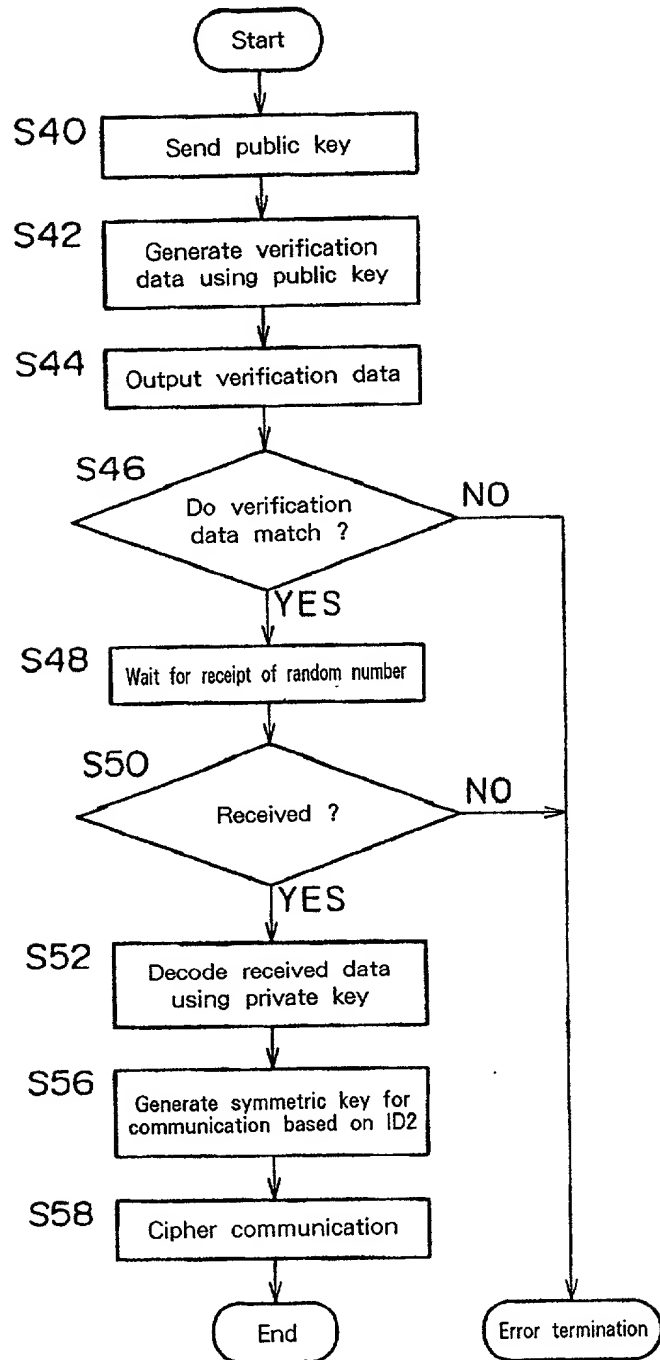 Start
S40
Send public key
S42
Generate verification
data using public key
S44
Output verification data
S46
Do verification
data match ?
NO
YES
S48
Wait for receipt of random number
S50
Received ?
NO
YES
S52
Decode received data
using private key
S56
Generate symmetric key for
communication based on ID2
S58
Cipher communication
End
Error termination